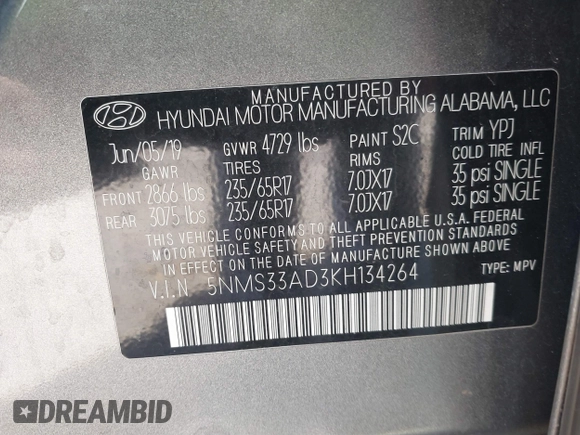 MANUFACTURED BY
HYUNDAI MOTOR MANUFACTURING ALABAMA, LLC
Jun/05/19 GVWR 4729 lbs PAINT S2C TRIM YPJ
GAWR TIRES RIMS COLD TIRE INFL
FRONT 2866 lbs 235/65R17 7.0JX17 35 psi SINGLE
REAR 3075 lbs 235/65R17 7.0JX17 35 psi SINGLE
THIS VEHICLE CONFORMS TO ALL APPLICABLE U.S.A. FEDERAL
MOTOR VEHICLE SAFETY AND THEFT PREVENTION STANDARDS
IN EFFECT ON THE DATE OF MANUFACTURE SHOWN ABOVE.
V.I.N. 5NMS33AD3KH134264 TYPE: MPV
DREAMBID